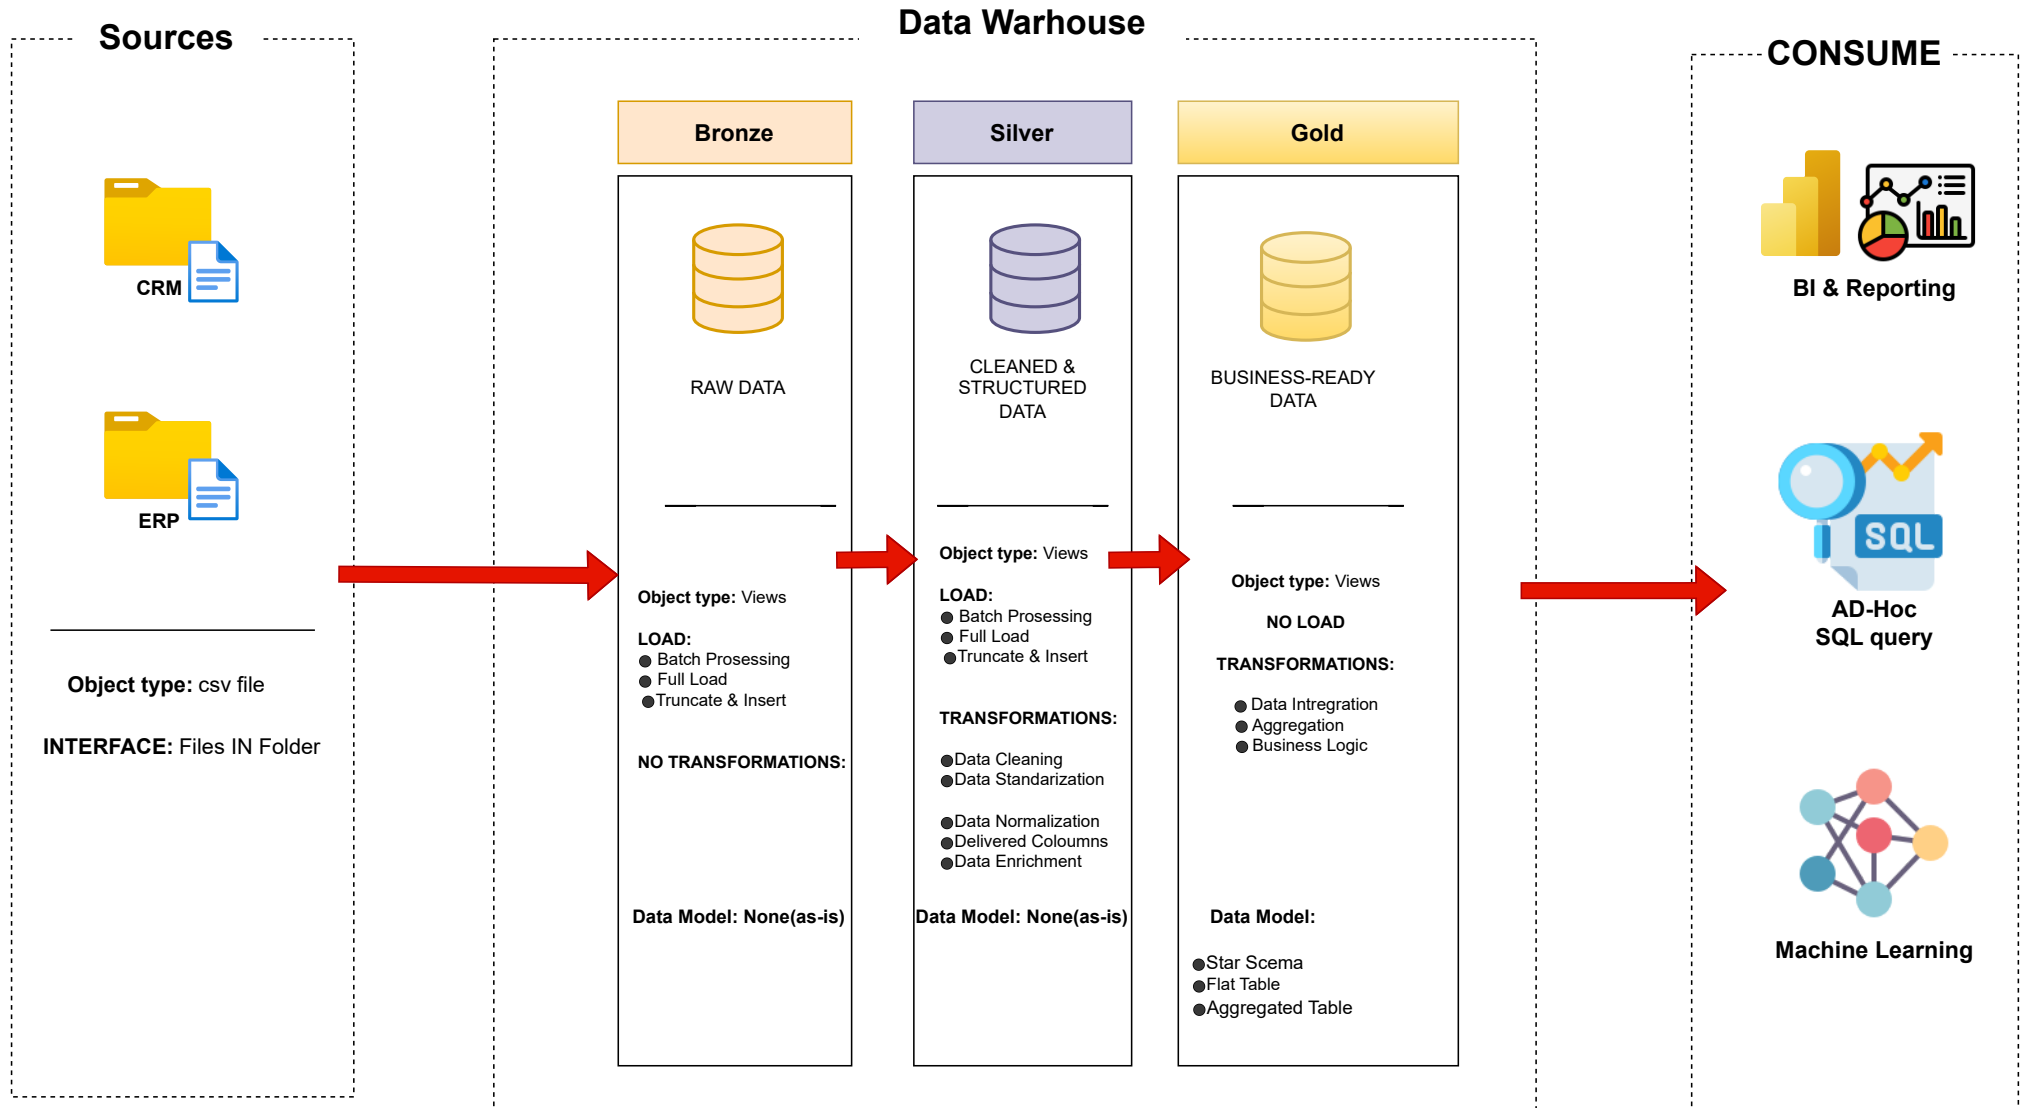 Sources
CRM
ERP
Object type: csv file
INTERFACE: Files IN Folder
Data Warhouse
Bronze
RAW DATA
Object type: Views
LOAD:
Batch Prosessing
Full Load
Truncate & Insert
NO TRANSFORMATIONS:
Data Model: None(as-is)
Silver
CLEANED &
STRUCTURED
DATA
Object type: Views
LOAD:
Batch Prosessing
Full Load
Truncate & Insert
TRANSFORMATIONS:
Data Cleaning
Data Standarization
Data Normalization
Delivered Coloumns
Data Enrichment
Data Model: None(as-is)
Gold
BUSINESS-READY
DATA
Object type: Views
NO LOAD
TRANSFORMATIONS:
Data Intregration
Aggregation
Business Logic
Data Model:
Star Scema
Flat Table
Aggregated Table
CONSUME
BI & Reporting
SQL
AD-Hoc
SQL query
Machine Learning